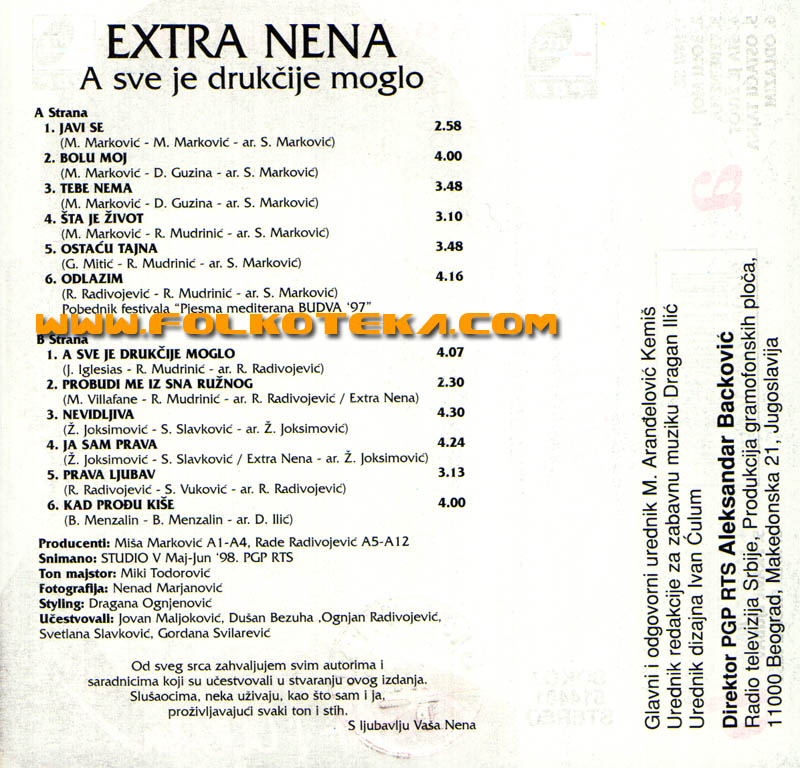 EXTRA NENA
A sve je drukčije moglo
A Strana
1. JAVI SE 2.58
(M. Marković - M. Marković - ar. S. Marković)
2. BOLU MOJ 4.00
(M. Marković - D. Guzina - ar. S. Marković)
3. TEBE NEMA 3.48
(M. Marković - D. Guzina - ar. S. Marković)
4. ŠTA JE ŽIVOT 3.10
(M. Marković - R. Mudrinić - ar. S. Marković)
5. OSTAĆU TAJNA 3.48
(G. Mitić - R. Mudrinić - ar. S. Marković)
6. ODLAZIM 4.16
(R. Radivojević - R. Mudrinić - ar. S. Marković)
Pobednik festivala “Pjesma mediterana BUDVA ‘97”
WWW.FOLKOTEKA.COM
B Strana
1. A SVE JE DRUKČIJE MOGLO 4.07
(J. Iglesias - R. Mudrinić - ar. R. Radivojević)
2. PROBUDI ME IZ SNA RUŽNOG 2.30
(M. Villafane - R. Mudrinić - ar. R. Radivojević / Extra Nena)
3. NEVIDLJIVA 4.30
(Ž. Joksimović - S. Slavković - ar. Ž. Joksimović)
4. JA SAM PRAVA 4.24
(Ž. Joksimović - S. Slavković / Extra Nena - ar. Ž. Joksimović)
5. PRAVA LJUBAV 3.13
(R. Radivojević - S. Vuković - ar. R. Radivojević)
6. KAD PROĐU KIŠE 4.00
(B. Menzalin - B. Menzalin - ar. D. Ilić)
Producenti: Miša Marković A1-A4, Rade Radivojević A5-A12
Snimano: STUDIO V Maj-Jun ‘98. PGP RTS
Ton majstor: Miki Todorović
Fotografija: Nenad Marjanović
Styling: Dragana Ognjenović
Učestvovali: Jovan Maljoković, Dušan Bezuha ,Ognjan Radivojević,
Svetlana Slavković, Gordana Svilarević
Od sveg srca zahvaljujem svim autorima i
saradnicima koji su učestvovali u stvaranju ovog izdanja.
Slušaocima, neka uživaju, kao što sam i ja,
proživljavajući svaki ton i stih.
S ljubavlju Vaša Nena
Glavni i odgovorni urednik M. Aranđelović Kemiš
Urednik redakcije za zabavnu muziku Dragan Ilić
Urednik dizajna Ivan Ćulum
Direktor PGP RTS Aleksandar Backović
Radio televizija Srbije, Produkcija gramofonskih ploča,
11000 Beograd, Makedonska 21, Jugoslavija